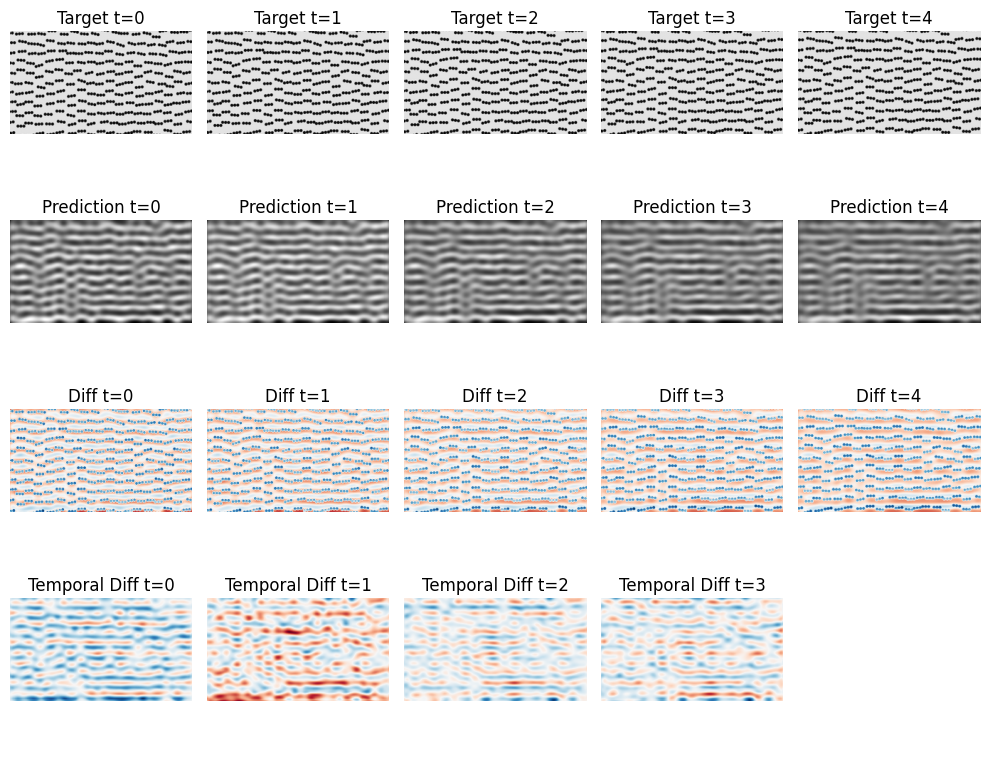 Target t=0 Target t=1 Target t=2 Target t=3 Target t=4
Prediction t=0 Prediction t=1 Prediction t=2 Prediction t=3 Prediction t=4
Diff t=0 Diff t=1 Diff t=2 Diff t=3 Diff t=4
Temporal Diff t=0 Temporal Diff t=1 Temporal Diff t=2 Temporal Diff t=3